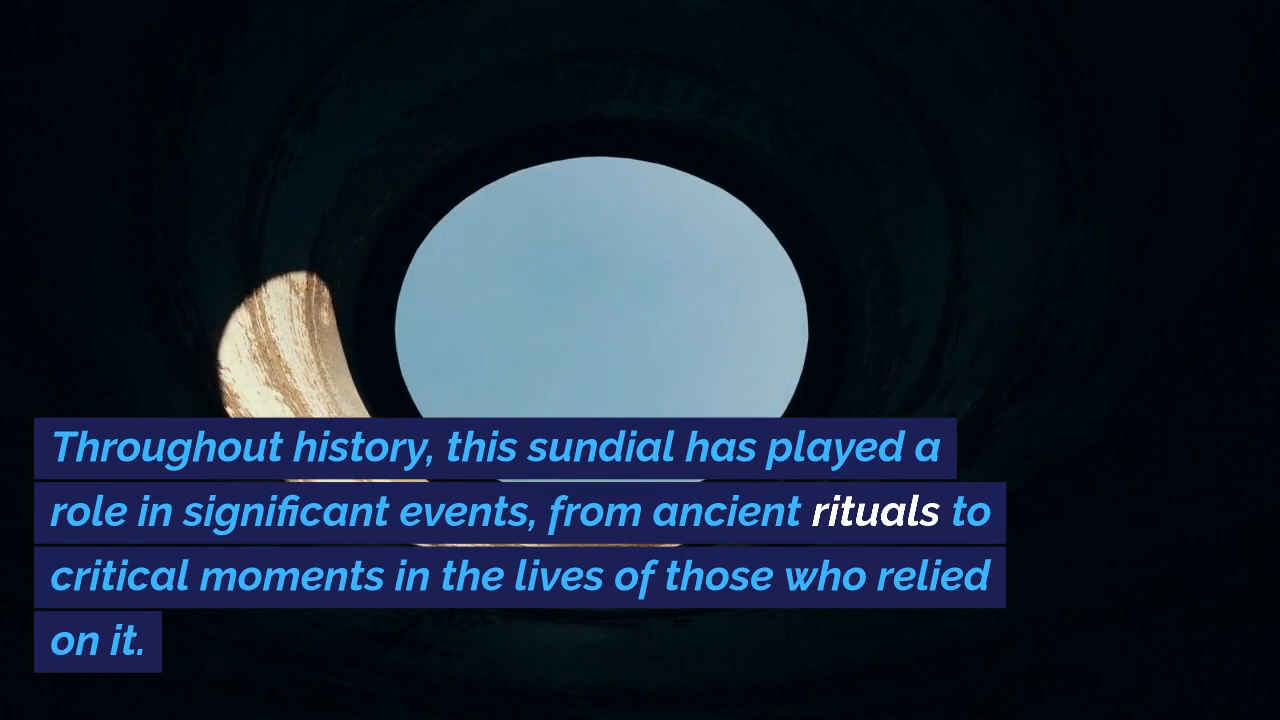 Throughout history, this sundial has played a
role in significant events, from ancient rituals to
critical moments in the lives of those who relied
on it.